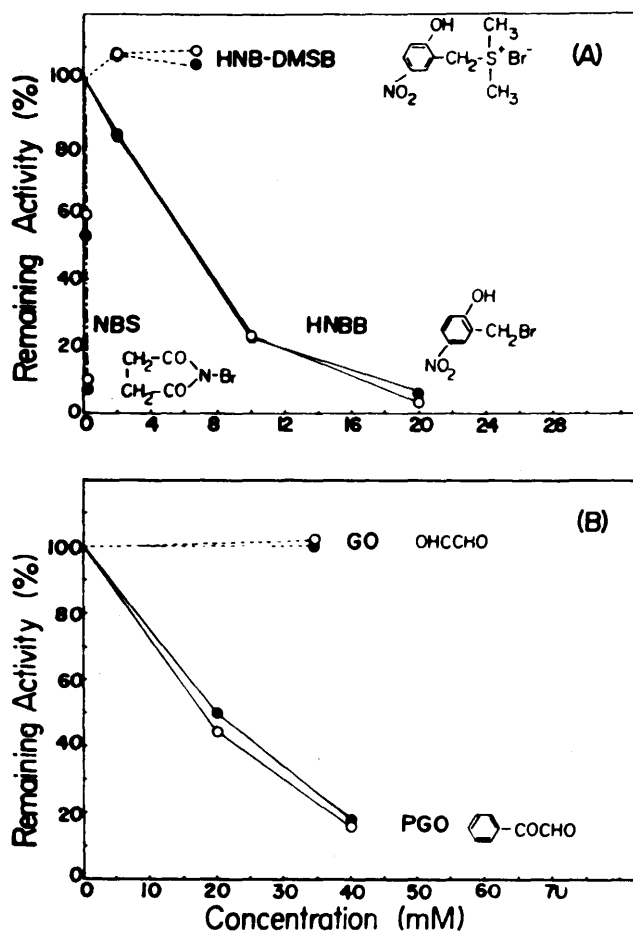 (A)
Remaining Activity (%)
100
80
60
40
20
0
HNB-DMSB
OH
NO₂
CH₂-S⁺Br⁻
CH₃
CH₃
NBS
CH₂-CO
N-Br
CH₂-CO
HNBB
OH
CH₂Br
NO₂
0 4 8 12 16 20 24 28
(B)
Remaining Activity (%)
100
80
60
40
20
0
GO OHCCHO
PGO -COCHO
0 10 20 30 40 50 60 70
Concentration (mM)